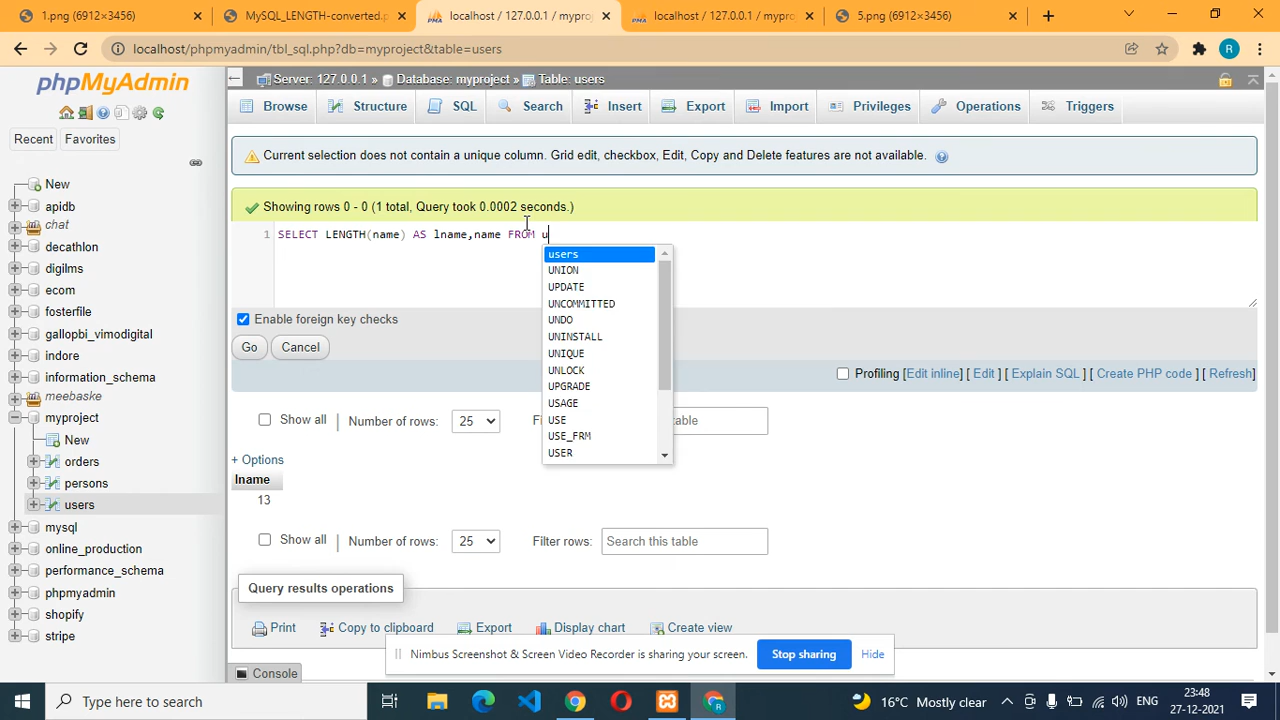 1.png (6912×3456)
MySQL_LENGTH-converted.p
localhost / 127.0.0.1 / myproj
localhost / 127.0.0.1 / mypro
5.png (6912×3456)
localhost/phpmyadmin/tbl_sql.php?db=myproject&table=users
R
phpMyAdmin
Recent
Favorites
New
apidb
chat
decathlon
digilms
ecom
fosterfile
gallopbi_vimodigital
indore
information_schema
meebaske
myproject
New
orders
persons
users
mysql
online_production
performance_schema
phpmyadmin
shopify
stripe
Server: 127.0.0.1 » Database: myproject » Table: users
Browse
Structure
SQL
Search
Insert
Export
Import
Privileges
Operations
Triggers
Current selection does not contain a unique column. Grid edit, checkbox, Edit, Copy and Delete features are not available.
Showing rows 0 - 0 (1 total, Query took 0.0002 seconds.)
1 SELECT LENGTH(name) AS lname,name FROM u
users
UNION
UPDATE
UNCOMMITTED
UNDO
UNINSTALL
UNIQUE
UNLOCK
UPGRADE
USAGE
USE
USE_FRM
USER
Enable foreign key checks
Go
Cancel
Profiling [Edit inline] [ Edit ] [ Explain SQL ] [ Create PHP code ] [ Refresh]
Show all | Number of rows: 25 Fi table
+ Options
lname
13
Show all | Number of rows: 25 Filter rows: Search this table
Query results operations
Print
Copy to clipboard
Export
Display chart
Create view
Nimbus Screenshot & Screen Video Recorder is sharing your screen.
Stop sharing
Hide
Console
Type here to search
R
16°C Mostly clear
ENG
23:48
27-12-2021